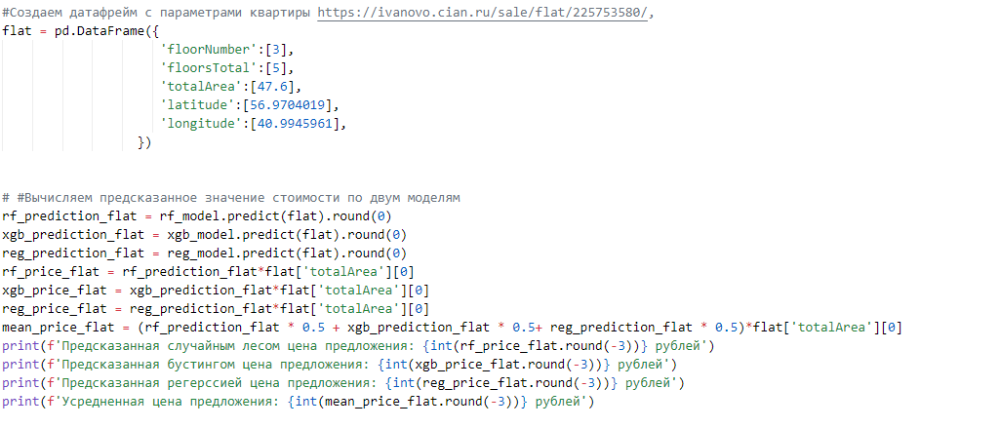 #Создаем датафрейм с параметрами квартиры https://ivanovo.cian.ru/sale/flat/225753580/,
flat = pd.DataFrame({
'floorNumber':[3],
'floorsTotal':[5],
'totalArea':[47.6],
'latitude':[56.9704019],
'longitude':[40.9945961],
})
# #Вычисляем предсказанное значение стоимости по двум моделям
rf_prediction_flat = rf_model.predict(flat).round(0)
xgb_prediction_flat = xgb_model.predict(flat).round(0)
reg_prediction_flat = reg_model.predict(flat).round(0)
rf_price_flat = rf_prediction_flat*flat['totalArea'][0]
xgb_price_flat = xgb_prediction_flat*flat['totalArea'][0]
reg_price_flat = reg_prediction_flat*flat['totalArea'][0]
mean_price_flat = (rf_prediction_flat * 0.5 + xgb_prediction_flat * 0.5+ reg_prediction_flat * 0.5)*flat['totalArea'][0]
print(f'Предсказанная случайным лесом цена предложения: {int(rf_price_flat.round(-3))} рублей')
print(f'Предсказанная бустингом цена предложения: {int(xgb_price_flat.round(-3))} рублей')
print(f'Предсказанная регерссией цена предложения: {int(reg_price_flat.round(-3))} рублей')
print(f'Усредненная цена предложения: {int(mean_price_flat.round(-3))} рублей')